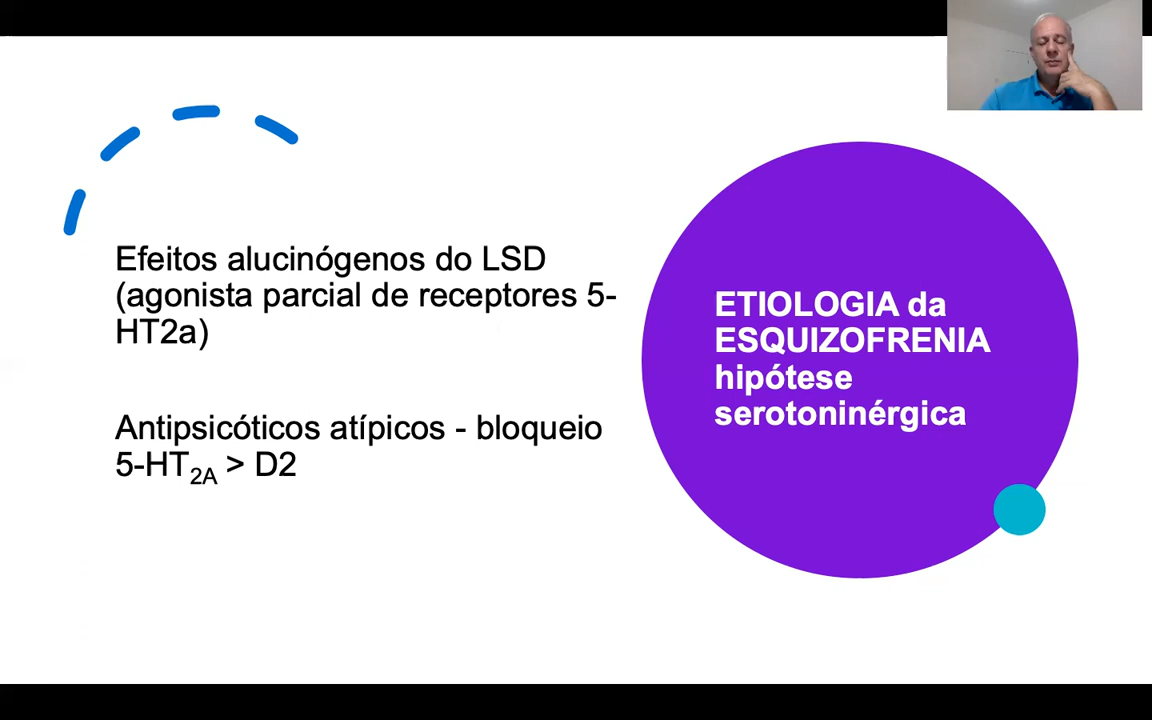 Efeitos alucinógenos do LSD
(agonista parcial de receptores 5-
HT2a)
Antipsicóticos atípicos - bloqueio
5-HT2A > D2
ETIOLOGIA da
ESQUIZOFRENIA
hipótese
serotoninérgica